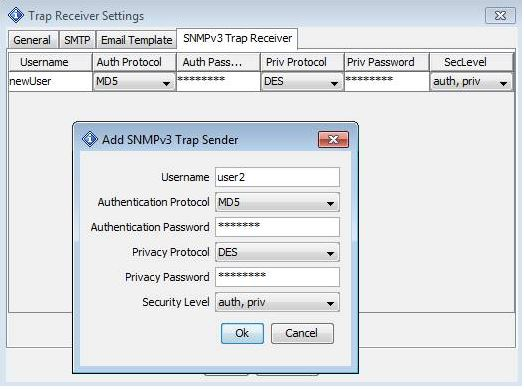 Trap Receiver Settings
General SMTP Email Template SNMPv3 Trap Receiver
Username Auth Protocol Auth Pass... Priv Protocol Priv Password SecLevel
newUser MD5 ******** DES ******** auth, priv
Add SNMPv3 Trap Sender
Username user2
Authentication Protocol MD5
Authentication Password *******
Privacy Protocol DES
Privacy Password ********
Security Level auth, priv
Ok Cancel